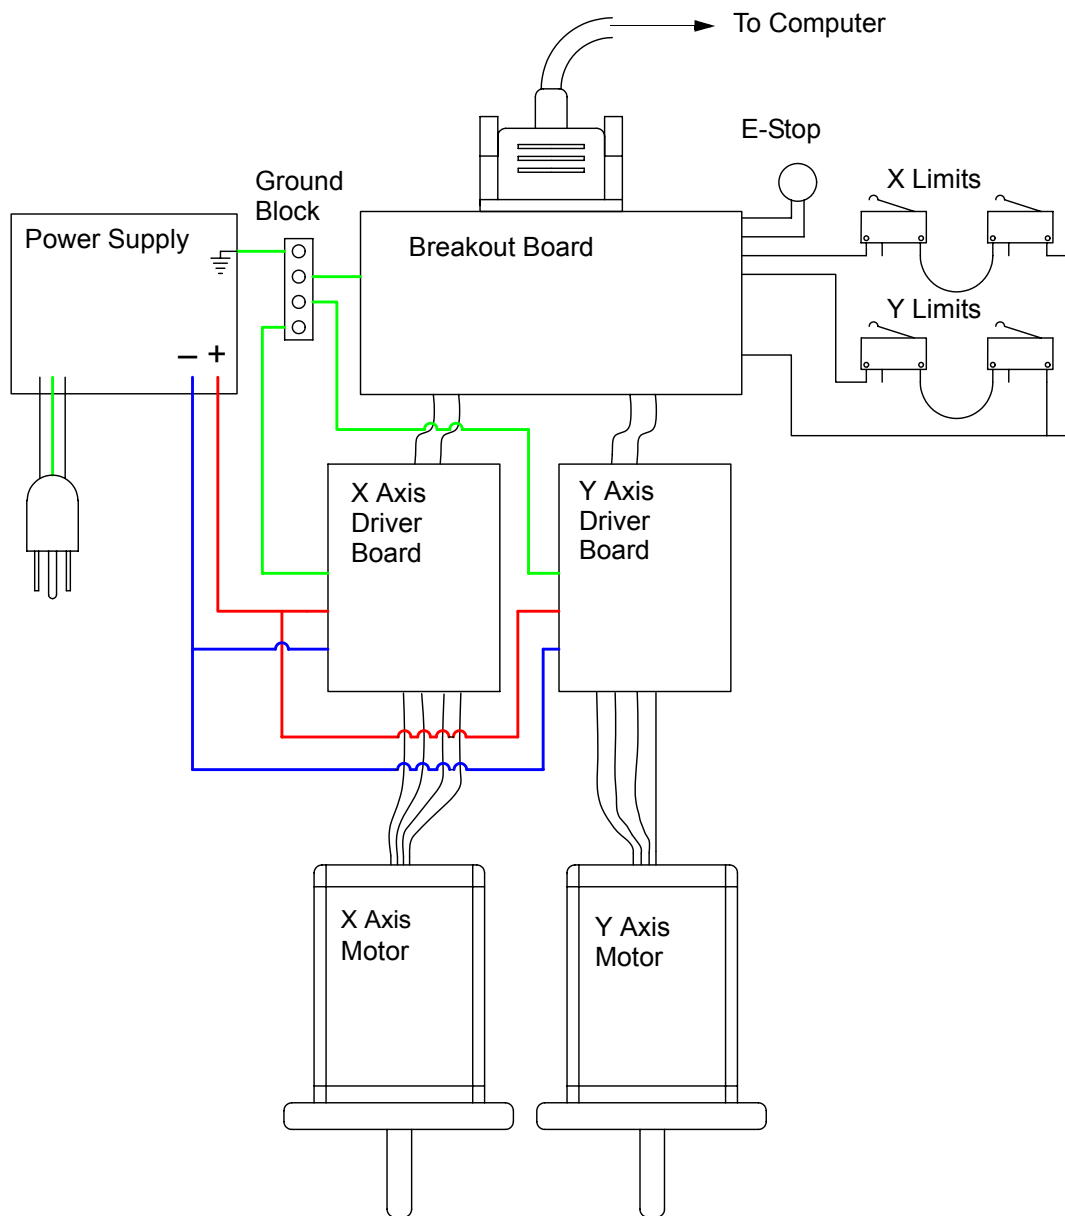 To Computer
E-Stop
X Limits
Ground
Block
Power Supply
Breakout Board
Y Limits
– +
X Axis
Driver
Board
Y Axis
Driver
Board
X Axis
Motor
Y Axis
Motor